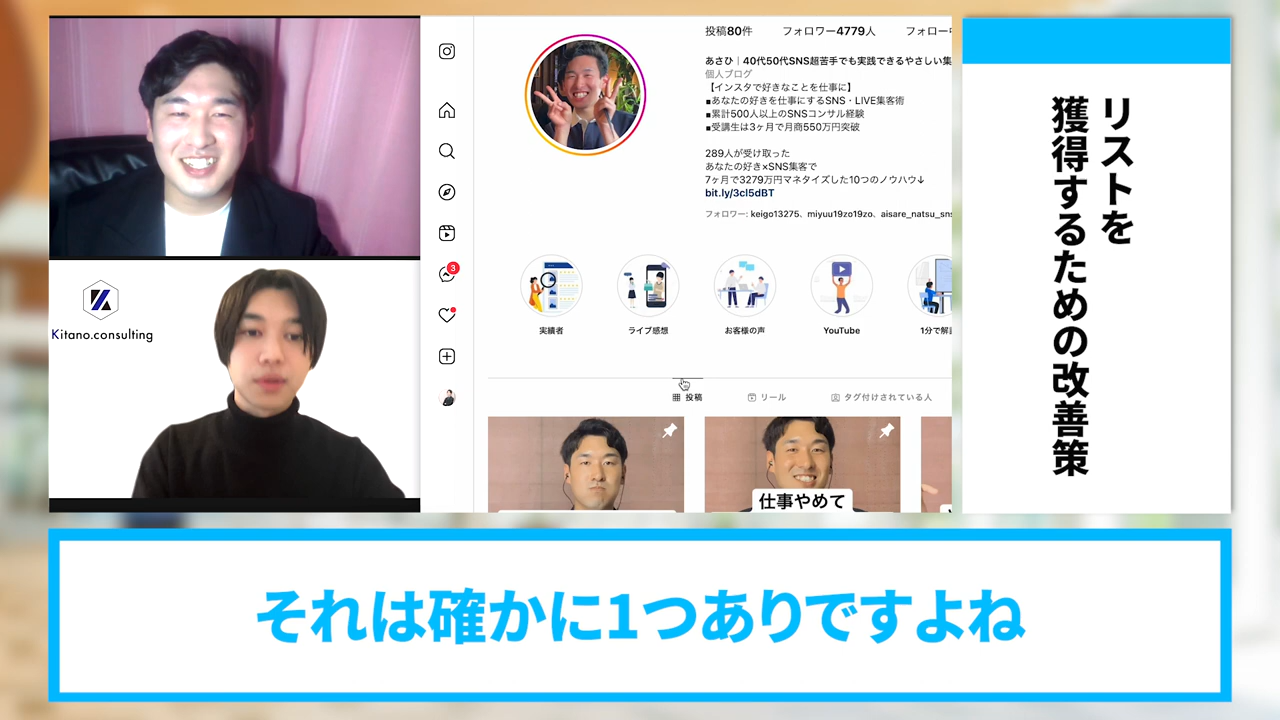 Kitano.consulting
3
投稿80件 フォロワー4779人 フォロー
あさひ｜40代50代SNS超苦手でも実践できるやさしい集
個人ブログ
【インスタで好きなことを仕事に】
■あなたの好きを仕事にするSNS・LIVE集客術
■累計500人以上のSNSコンサル経験
■受講生は3ヶ月で月商550万円突破
289人が受け取った
あなたの好き×SNS集客で
7ヶ月で3279万円マネタイズした10つのノウハウ↓
bit.ly/3cl5dBT
フォロワー: keigo13275、miyuu19zo19zo、aisare_natsu_sns
実績者
ライブ感想
お客様の声
YouTube
1分で解
投稿
リール
タグ付けされている人
仕事やめて
リストを
獲得するための改善策
それは確かに1つありですよね